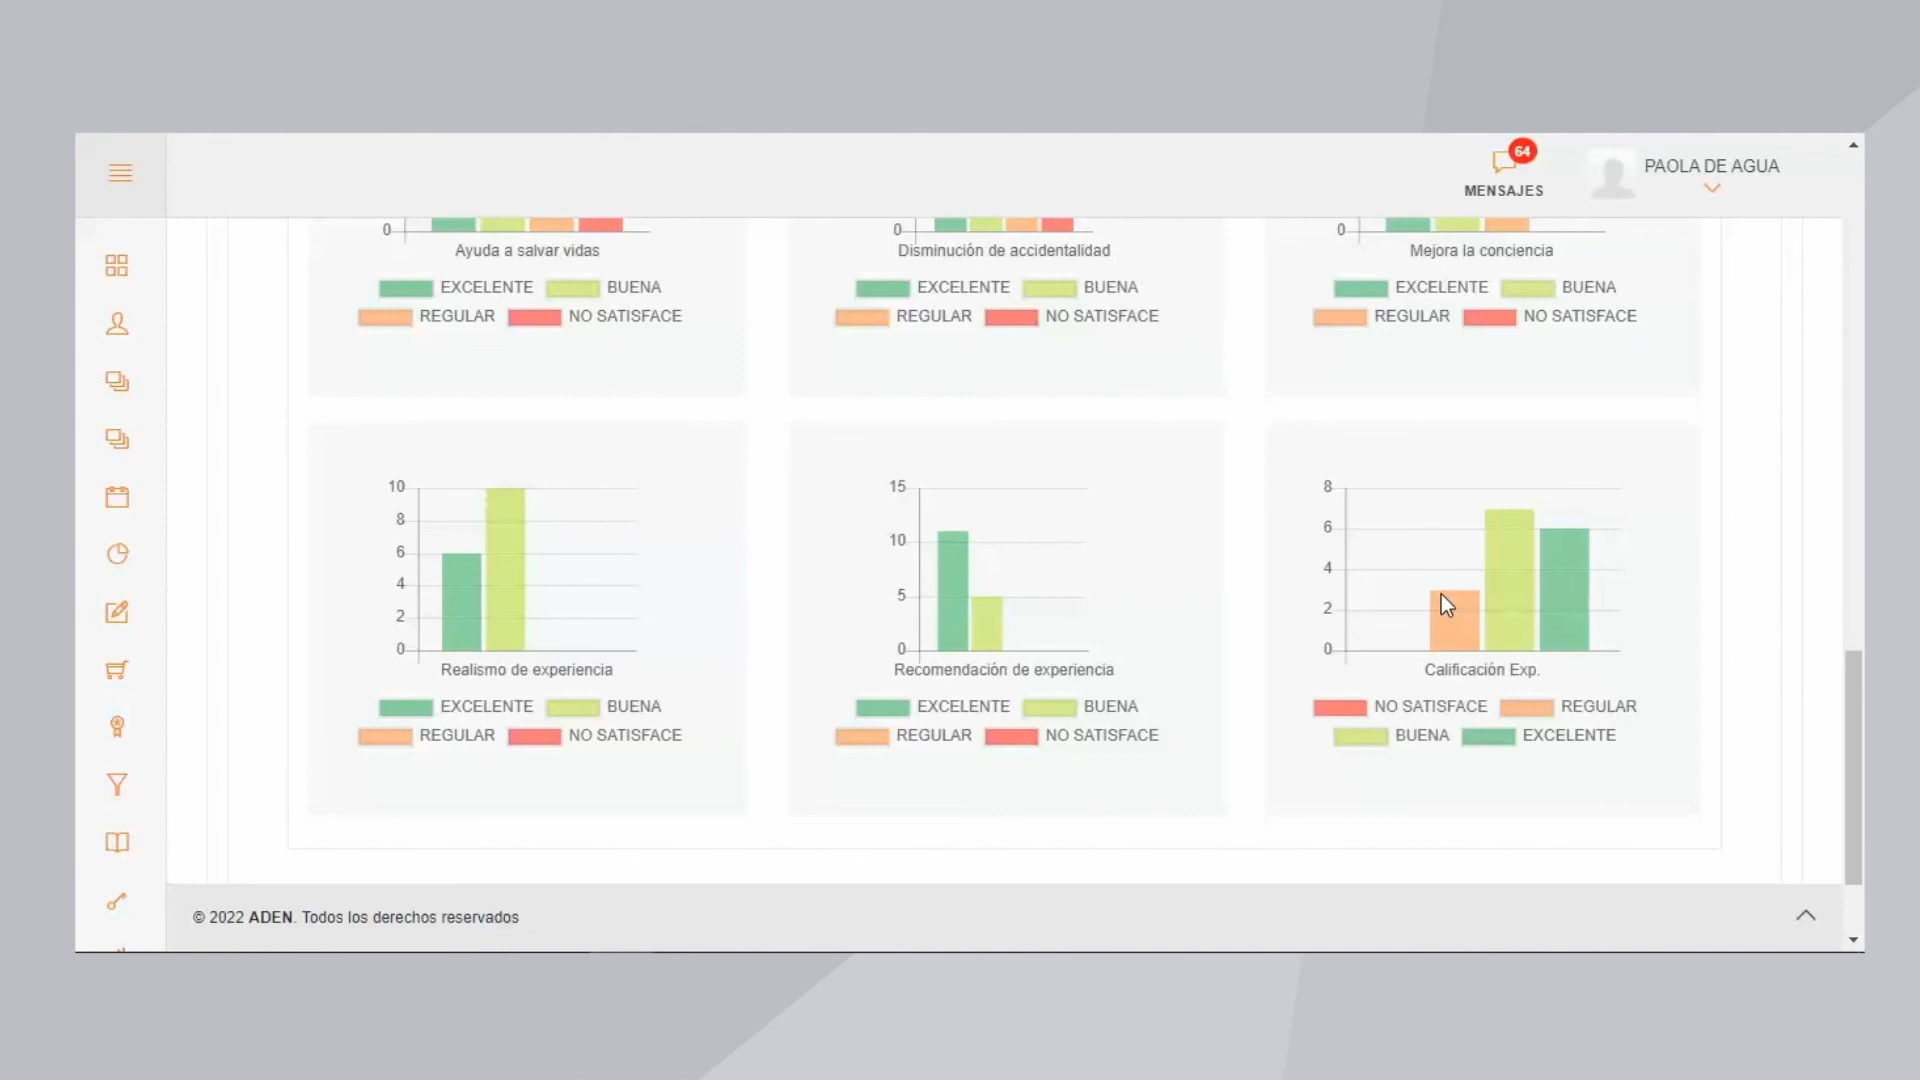 64
MENSAJES
PAOLA DE AGUA
0
Ayuda a salvar vidas
EXCELENTE BUENA
REGULAR NO SATISFACE
0
Disminución de accidentalidad
EXCELENTE BUENA
REGULAR NO SATISFACE
0
Mejora la conciencia
EXCELENTE BUENA
REGULAR NO SATISFACE
10
8
6
4
2
0
Realismo de experiencia
EXCELENTE BUENA
REGULAR NO SATISFACE
15
10
5
0
Recomendación de experiencia
EXCELENTE BUENA
REGULAR NO SATISFACE
8
6
4
2
0
Calificación Exp.
NO SATISFACE REGULAR
BUENA EXCELENTE
© 2022 ADEN. Todos los derechos reservados